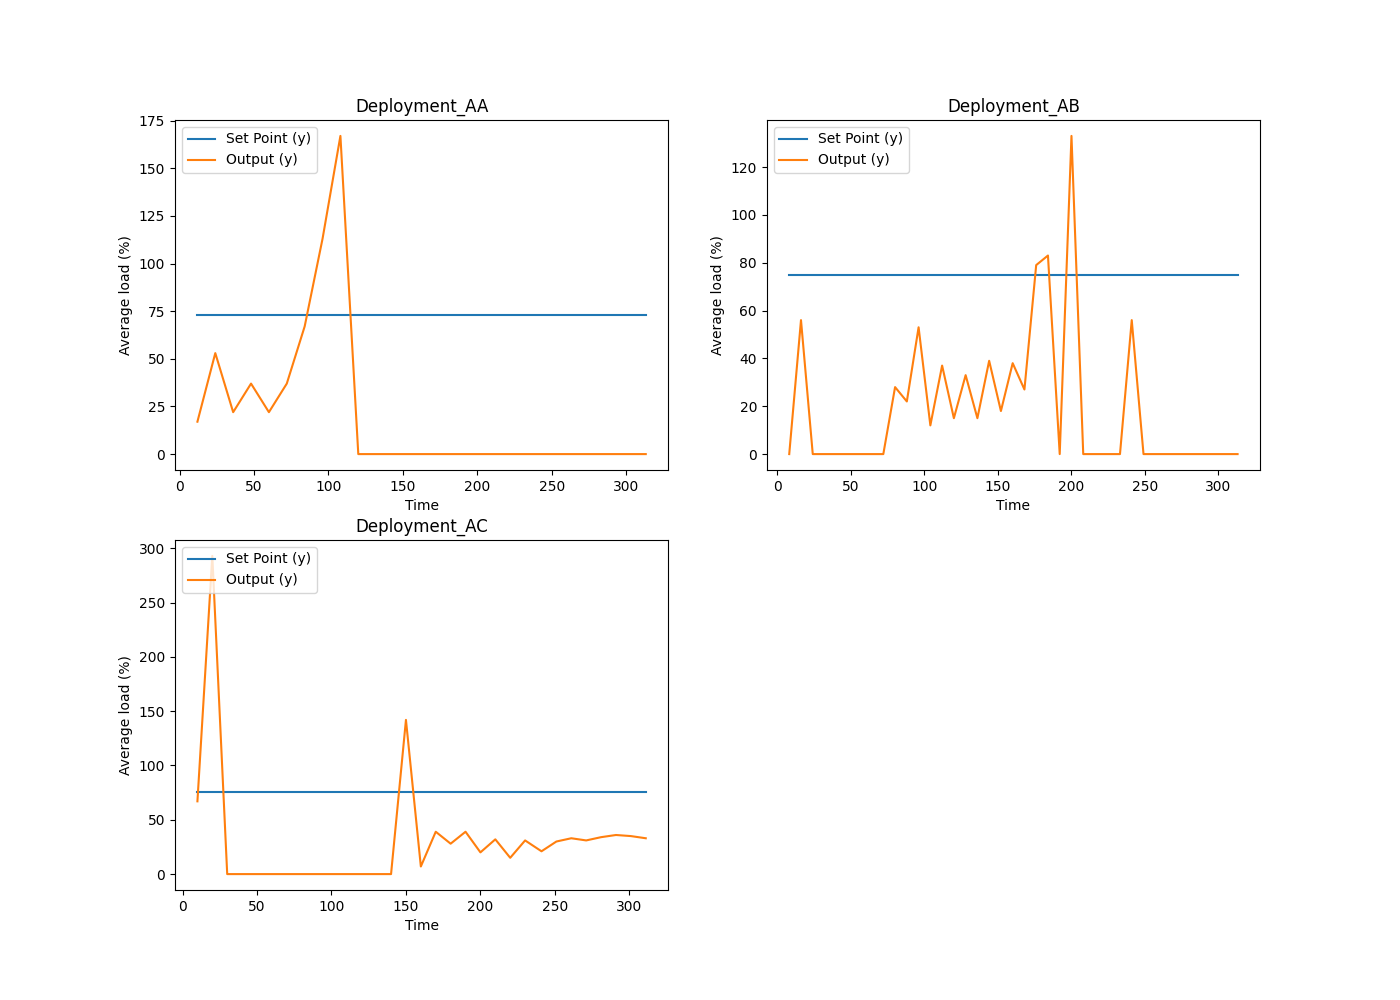 Deployment_AA
Average load (%)
175
150
125
100
75
50
25
0
Set Point (y)
Output (y)
0 50 100 150 200 250 300
Time
Deployment_AB
Average load (%)
120
100
80
60
40
20
0
Set Point (y)
Output (y)
0 50 100 150 200 250 300
Time
Deployment_AC
Average load (%)
300
250
200
150
100
50
0
Set Point (y)
Output (y)
0 50 100 150 200 250 300
Time